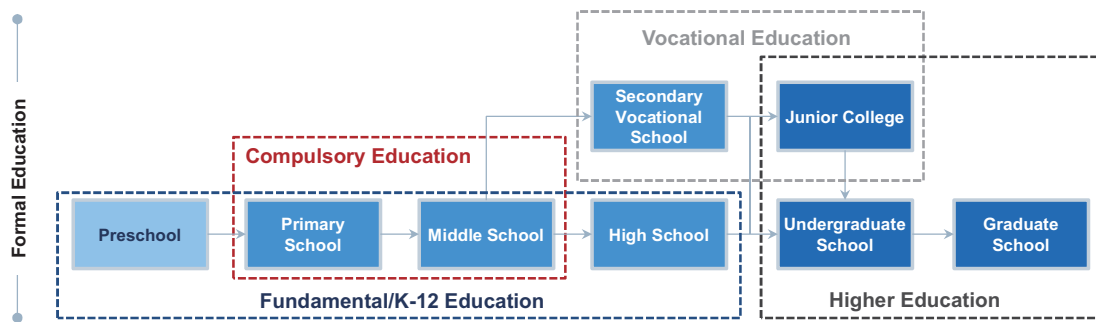 Formal Education
Vocational Education
Secondary
Vocational
School
Junior College
Compulsory Education
Preschool
Primary
School
Middle School
High School
Undergraduate
School
Graduate
School
Fundamental/K-12 Education
Higher Education